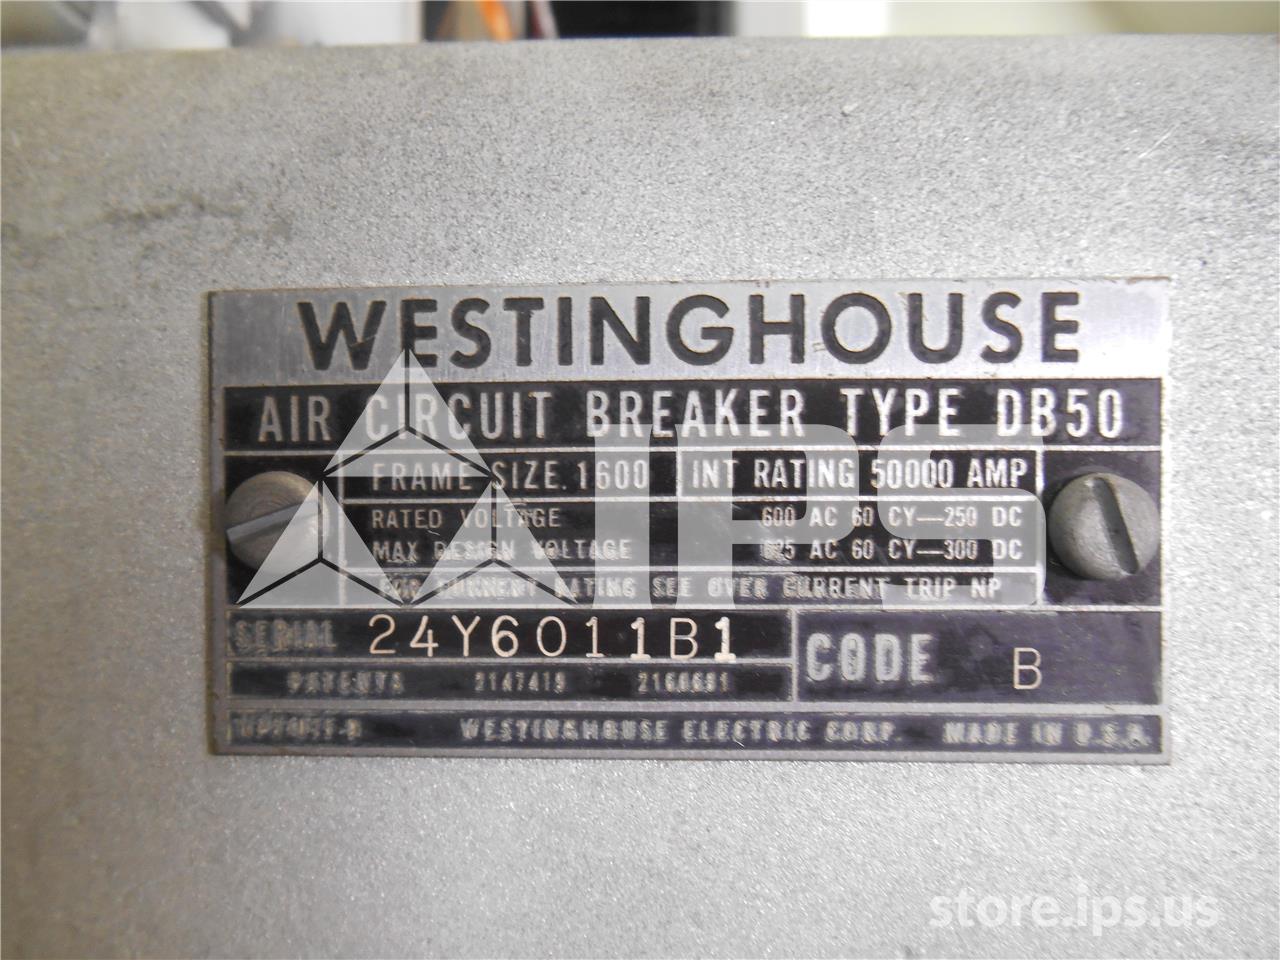 WESTINGHOUSE
AIR CIRCUIT BREAKER TYPE DB50
FRAME SIZE. 1600 INT RATING 50000 AMP
RATED VOLTAGE 600 AC 60 CY—250 DC
MAX DESIGN VOLTAGE 625 AC 60 CY—300 DC
FOR CURRENT RATING SEE OVER CURRENT TRIP NP
SERIAL 24Y6011B1
CODE B
PATENTS 2147419
WESTINGHOUSE ELECTRIC CORP. MADE IN U.S.A.
IPS
store.ips.us